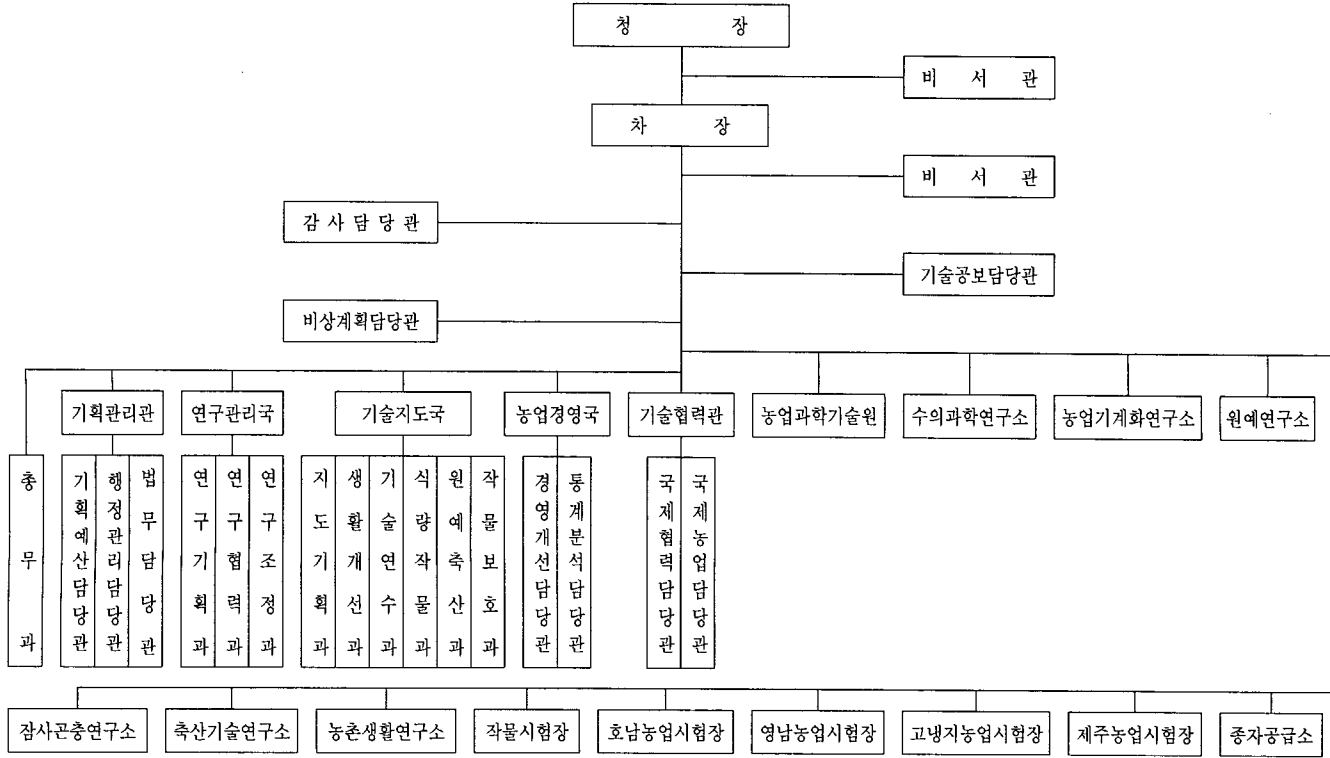 청 장
비 서 관
차 장
비 서 관
감 사 담 당 관
기술공보담당관
비상계획담당관
기획관리관
연구관리국
기술지도국
농업경영국
기술협력관
농업과학기술원
수의과학연구소
농업기계화연구소
원예연구소
총무과
기획예산담당관
행정관리담당관
법무담당관
연구기획과
연구협력과
연구조정과
지도기획과
생활개선과
기술연수과
식량작물과
원예축산과
작물보호과
경영개선담당관
통계분석담당관
국제협력담당관
국제농업담당관
잠사곤충연구소
축산기술연구소
농촌생활연구소
작물시험장
호남농업시험장
영남농업시험장
고냉지농업시험장
제주농업시험장
종자공급소